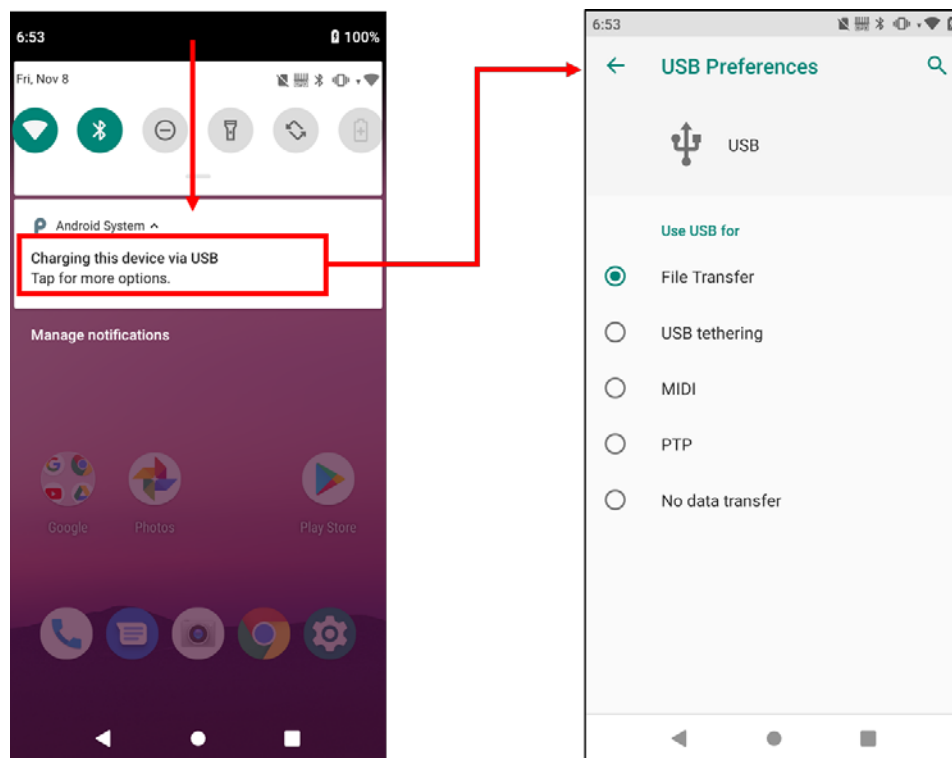 6:53
100%
Fri, Nov 8
Android System
Charging this device via USB
Tap for more options.
Manage notifications
Google
Photos
Play Store
6:53
USB Preferences
USB
Use USB for
File Transfer
USB tethering
MIDI
PTP
No data transfer